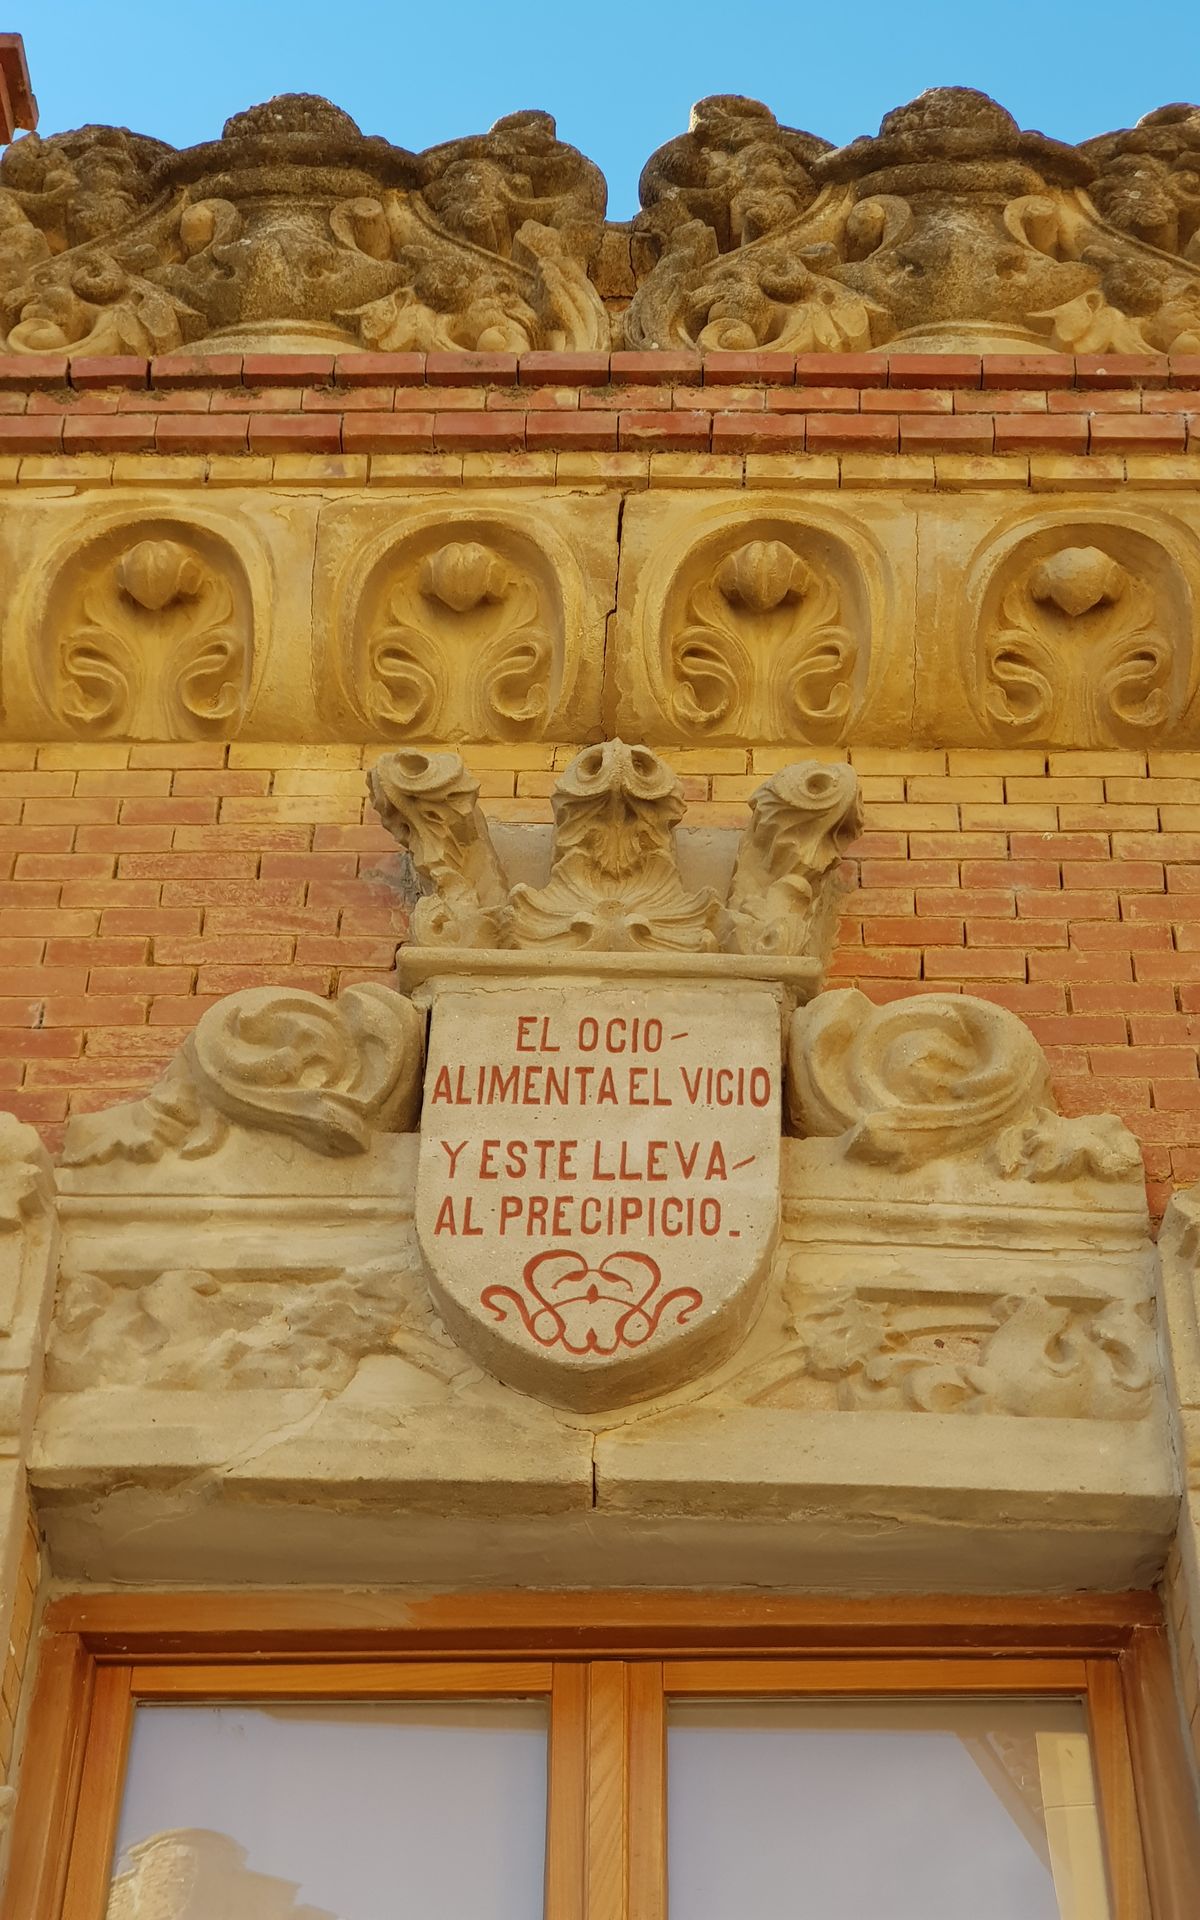 EL OCIO-
ALIMENTA EL VICIO
Y ESTE LLEVA-
AL PRECIPICIO.